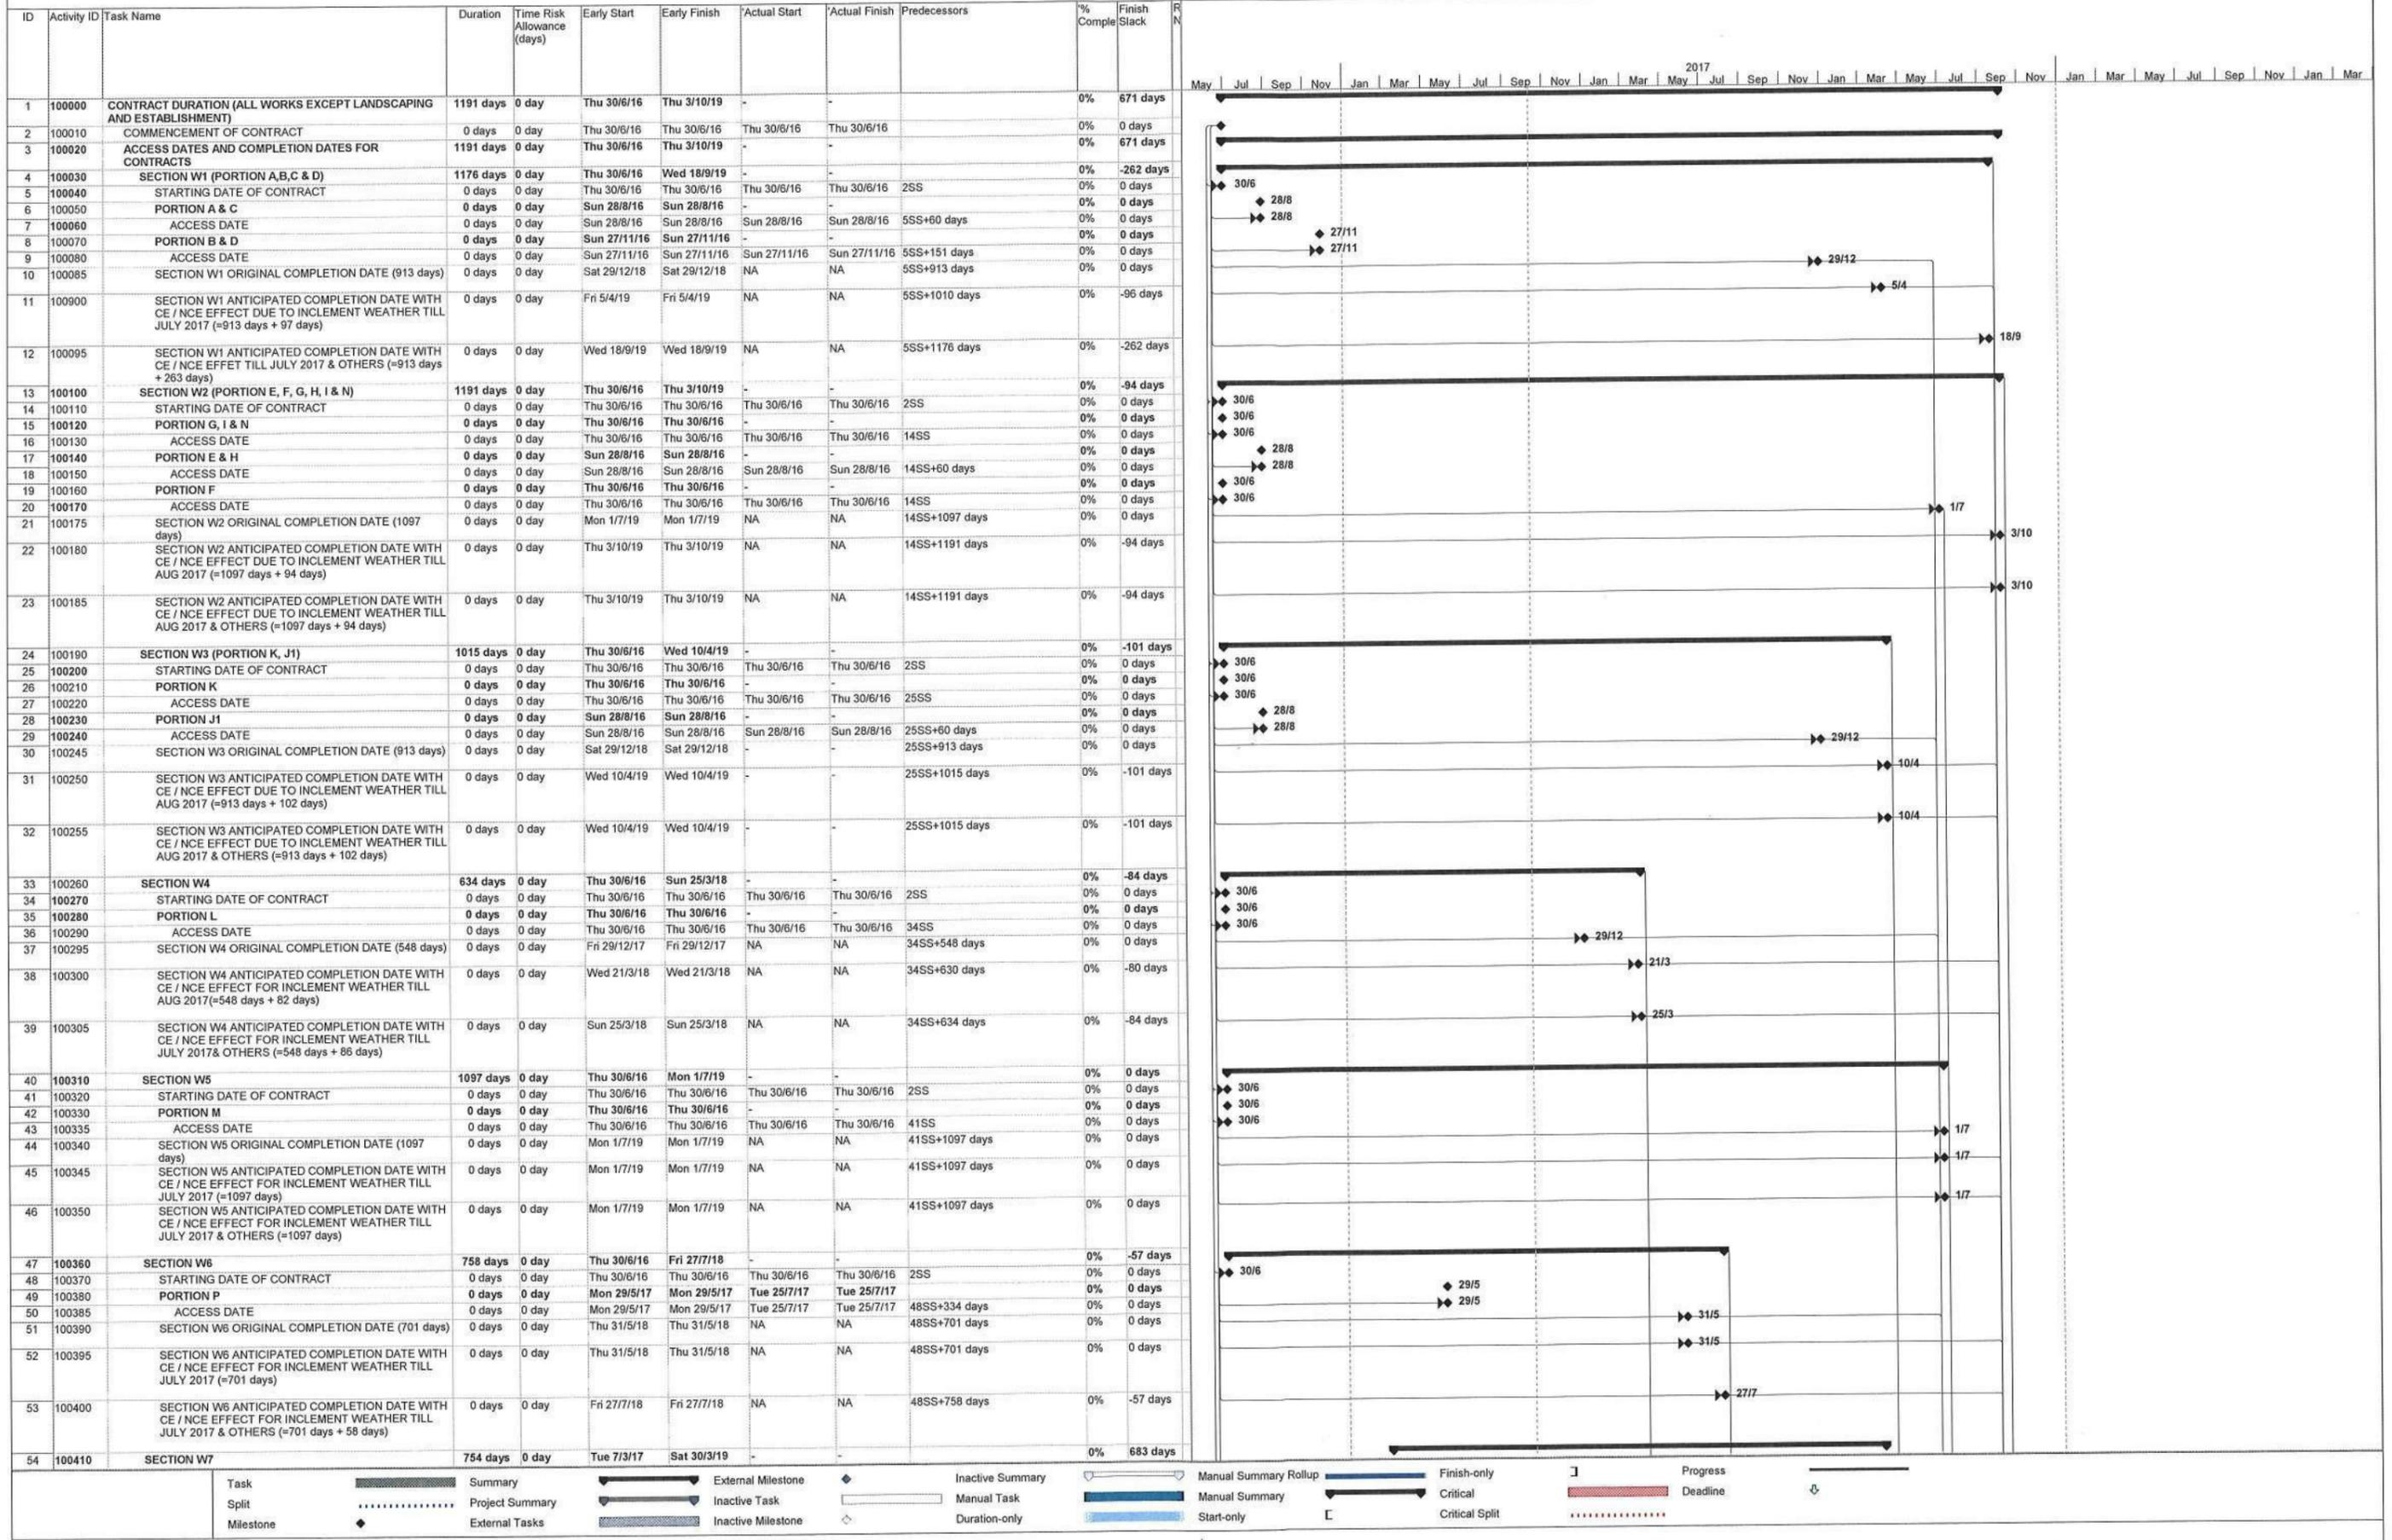 ID Activity ID Task Name Duration Time Risk Allowance (days) Early Start Early Finish 'Actual Start 'Actual Finish Predecessors '% Comple Finish Slack R N
2017
May Jul Sep Nov Jan Mar May Jul Sep Nov Jan Mar May Jul Sep Nov Jan Mar May Jul Sep Nov Jan Mar May Jul Sep Nov Jan Mar
1 100000 CONTRACT DURATION (ALL WORKS EXCEPT LANDSCAPING 1191 days 0 day Thu 30/6/16 Thu 3/10/19 - - 0% 671 days
AND ESTABLISHMENT)
2 100010 COMMENCEMENT OF CONTRACT 0 days 0 day Thu 30/6/16 Thu 30/6/16 Thu 30/6/16 Thu 30/6/16 0% 0 days
3 100020 ACCESS DATES AND COMPLETION DATES FOR 1191 days 0 day Thu 30/6/16 Thu 3/10/19 - - 0% 671 days
CONTRACTS
4 100030 SECTION W1 (PORTION A,B,C & D) 1176 days 0 day Thu 30/6/16 Wed 18/9/19 - - 0% -262 days
5 100040 STARTING DATE OF CONTRACT 0 days 0 day Thu 30/6/16 Thu 30/6/16 Thu 30/6/16 Thu 30/6/16 2SS 0% 0 days 30/6
6 100050 PORTION A & C 0 days 0 day Sun 28/8/16 Sun 28/8/16 - - 0% 0 days 28/8
7 100060 ACCESS DATE 0 days 0 day Sun 28/8/16 Sun 28/8/16 Sun 28/8/16 Sun 28/8/16 5SS+60 days 0% 0 days 28/8
8 100070 PORTION B & D 0 days 0 day Sun 27/11/16 Sun 27/11/16 - - 0% 0 days 27/11
9 100080 ACCESS DATE 0 days 0 day Sun 27/11/16 Sun 27/11/16 Sun 27/11/16 Sun 27/11/16 5SS+151 days 0% 0 days 27/11
10 100085 SECTION W1 ORIGINAL COMPLETION DATE (913 days) 0 days 0 day Sat 29/12/18 Sat 29/12/18 NA NA 5SS+913 days 0% 0 days 29/12
11 100900 SECTION W1 ANTICIPATED COMPLETION DATE WITH 0 days 0 day Fri 5/4/19 Fri 5/4/19 NA NA 5SS+1010 days 0% -96 days 5/4
CE / NCE EFFECT DUE TO INCLEMENT WEATHER TILL
JULY 2017 (=913 days + 97 days)
12 100095 SECTION W1 ANTICIPATED COMPLETION DATE WITH 0 days 0 day Wed 18/9/19 Wed 18/9/19 NA NA 5SS+1176 days 0% -262 days 18/9
CE / NCE EFFET TILL JULY 2017 & OTHERS (=913 days
+ 263 days)
13 100100 SECTION W2 (PORTION E, F, G, H, I & N) 1191 days 0 day Thu 30/6/16 Thu 3/10/19 - - 0% -94 days
14 100110 STARTING DATE OF CONTRACT 0 days 0 day Thu 30/6/16 Thu 30/6/16 Thu 30/6/16 Thu 30/6/16 2SS 0% 0 days 30/6
15 100120 PORTION G, I & N 0 days 0 day Thu 30/6/16 Thu 30/6/16 - - 0% 0 days 30/6
16 100130 ACCESS DATE 0 days 0 day Thu 30/6/16 Thu 30/6/16 Thu 30/6/16 Thu 30/6/16 14SS 0% 0 days 30/6
17 100140 PORTION E & H 0 days 0 day Sun 28/8/16 Sun 28/8/16 - - 0% 0 days 28/8
18 100150 ACCESS DATE 0 days 0 day Sun 28/8/16 Sun 28/8/16 Sun 28/8/16 Sun 28/8/16 14SS+60 days 0% 0 days 28/8
19 100160 PORTION F 0 days 0 day Thu 30/6/16 Thu 30/6/16 - - 0% 0 days 30/6
20 100170 ACCESS DATE 0 days 0 day Thu 30/6/16 Thu 30/6/16 Thu 30/6/16 Thu 30/6/16 14SS 0% 0 days 30/6
21 100175 SECTION W2 ORIGINAL COMPLETION DATE (1097 0 days 0 day Mon 1/7/19 Mon 1/7/19 NA NA 14SS+1097 days 0% 0 days 1/7
days)
22 100180 SECTION W2 ANTICIPATED COMPLETION DATE WITH 0 days 0 day Thu 3/10/19 Thu 3/10/19 NA NA 14SS+1191 days 0% -94 days 3/10
CE / NCE EFFECT DUE TO INCLEMENT WEATHER TILL
AUG 2017 (=1097 days + 94 days)
23 100185 SECTION W2 ANTICIPATED COMPLETION DATE WITH 0 days 0 day Thu 3/10/19 Thu 3/10/19 NA NA 14SS+1191 days 0% -94 days 3/10
CE / NCE EFFECT DUE TO INCLEMENT WEATHER TILL
AUG 2017 & OTHERS (=1097 days + 94 days)
24 100190 SECTION W3 (PORTION K, J1) 1015 days 0 day Thu 30/6/16 Wed 10/4/19 - - 0% -101 days
25 100200 STARTING DATE OF CONTRACT 0 days 0 day Thu 30/6/16 Thu 30/6/16 Thu 30/6/16 Thu 30/6/16 2SS 0% 0 days 30/6
26 100210 PORTION K 0 days 0 day Thu 30/6/16 Thu 30/6/16 - - 0% 0 days 30/6
27 100220 ACCESS DATE 0 days 0 day Thu 30/6/16 Thu 30/6/16 Thu 30/6/16 Thu 30/6/16 25SS 0% 0 days 30/6
28 100230 PORTION J1 0 days 0 day Sun 28/8/16 Sun 28/8/16 - - 0% 0 days 28/8
29 100240 ACCESS DATE 0 days 0 day Sun 28/8/16 Sun 28/8/16 Sun 28/8/16 Sun 28/8/16 25SS+60 days 0% 0 days 28/8
30 100245 SECTION W3 ORIGINAL COMPLETION DATE (913 days) 0 days 0 day Sat 29/12/18 Sat 29/12/18 - - 25SS+913 days 0% 0 days 29/12
31 100250 SECTION W3 ANTICIPATED COMPLETION DATE WITH 0 days 0 day Wed 10/4/19 Wed 10/4/19 - - 25SS+1015 days 0% -101 days 10/4
CE / NCE EFFECT DUE TO INCLEMENT WEATHER TILL
AUG 2017 (=913 days + 102 days)
32 100255 SECTION W3 ANTICIPATED COMPLETION DATE WITH 0 days 0 day Wed 10/4/19 Wed 10/4/19 - - 25SS+1015 days 0% -101 days 10/4
CE / NCE EFFECT DUE TO INCLEMENT WEATHER TILL
AUG 2017 & OTHERS (=913 days + 102 days)
33 100260 SECTION W4 634 days 0 day Thu 30/6/16 Sun 25/3/18 - - 0% -84 days
34 100270 STARTING DATE OF CONTRACT 0 days 0 day Thu 30/6/16 Thu 30/6/16 Thu 30/6/16 Thu 30/6/16 2SS 0% 0 days 30/6
35 100280 PORTION L 0 days 0 day Thu 30/6/16 Thu 30/6/16 - - 0% 0 days 30/6
36 100290 ACCESS DATE 0 days 0 day Thu 30/6/16 Thu 30/6/16 Thu 30/6/16 Thu 30/6/16 34SS 0% 0 days 30/6
37 100295 SECTION W4 ORIGINAL COMPLETION DATE (548 days) 0 days 0 day Fri 29/12/17 Fri 29/12/17 NA NA 34SS+548 days 0% 0 days 29/12
38 100300 SECTION W4 ANTICIPATED COMPLETION DATE WITH 0 days 0 day Wed 21/3/18 Wed 21/3/18 NA NA 34SS+630 days 0% -80 days 21/3
CE / NCE EFFECT FOR INCLEMENT WEATHER TILL
AUG 2017(=548 days + 82 days)
39 100305 SECTION W4 ANTICIPATED COMPLETION DATE WITH 0 days 0 day Sun 25/3/18 Sun 25/3/18 NA NA 34SS+634 days 0% -84 days 25/3
CE / NCE EFFECT FOR INCLEMENT WEATHER TILL
JULY 2017& OTHERS (=548 days + 86 days)
40 100310 SECTION W5 1097 days 0 day Thu 30/6/16 Mon 1/7/19 - - 0% 0 days
41 100320 STARTING DATE OF CONTRACT 0 days 0 day Thu 30/6/16 Thu 30/6/16 Thu 30/6/16 Thu 30/6/16 2SS 0% 0 days 30/6
42 100330 PORTION M 0 days 0 day Thu 30/6/16 Thu 30/6/16 - - 0% 0 days 30/6
43 100335 ACCESS DATE 0 days 0 day Thu 30/6/16 Thu 30/6/16 Thu 30/6/16 Thu 30/6/16 41SS 0% 0 days 30/6
44 100340 SECTION W5 ORIGINAL COMPLETION DATE (1097 0 days 0 day Mon 1/7/19 Mon 1/7/19 NA NA 41SS+1097 days 0% 0 days 1/7
days)
45 100345 SECTION W5 ANTICIPATED COMPLETION DATE WITH 0 days 0 day Mon 1/7/19 Mon 1/7/19 NA NA 41SS+1097 days 0% 0 days 1/7
CE / NCE EFFECT FOR INCLEMENT WEATHER TILL
JULY 2017 (=1097 days)
46 100350 SECTION W5 ANTICIPATED COMPLETION DATE WITH 0 days 0 day Mon 1/7/19 Mon 1/7/19 NA NA 41SS+1097 days 0% 0 days 1/7
CE / NCE EFFECT FOR INCLEMENT WEATHER TILL
JULY 2017 & OTHERS (=1097 days)
47 100360 SECTION W6 758 days 0 day Thu 30/6/16 Fri 27/7/18 - - 0% -57 days
48 100370 STARTING DATE OF CONTRACT 0 days 0 day Thu 30/6/16 Thu 30/6/16 Thu 30/6/16 Thu 30/6/16 2SS 0% 0 days 30/6
49 100380 PORTION P 0 days 0 day Mon 29/5/17 Mon 29/5/17 Tue 25/7/17 Tue 25/7/17 0% 0 days 29/5
50 100385 ACCESS DATE 0 days 0 day Mon 29/5/17 Mon 29/5/17 Tue 25/7/17 Tue 25/7/17 48SS+334 days 0% 0 days 29/5
51 100390 SECTION W6 ORIGINAL COMPLETION DATE (701 days) 0 days 0 day Thu 31/5/18 Thu 31/5/18 NA NA 48SS+701 days 0% 0 days 31/5
52 100395 SECTION W6 ANTICIPATED COMPLETION DATE WITH 0 days 0 day Thu 31/5/18 Thu 31/5/18 NA NA 48SS+701 days 0% 0 days 31/5
CE / NCE EFFECT FOR INCLEMENT WEATHER TILL
JULY 2017 (=701 days)
53 100400 SECTION W6 ANTICIPATED COMPLETION DATE WITH 0 days 0 day Fri 27/7/18 Fri 27/7/18 NA NA 48SS+758 days 0% -57 days 27/7
CE / NCE EFFECT FOR INCLEMENT WEATHER TILL
JULY 2017 & OTHERS (=701 days + 58 days)
54 100410 SECTION W7 754 days 0 day Tue 7/3/17 Sat 30/3/19 - - 0% 683 days
Task Summary External Milestone Inactive Summary Manual Summary Rollup Finish-only Progress
Split Project Summary Inactive Task Manual Task Manual Summary Critical Deadline
Milestone External Tasks Inactive Milestone Duration-only Start-only Critical Split